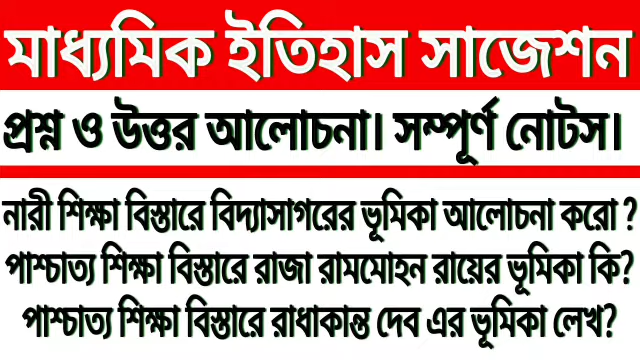 মাধ্যমিক ইতিহাস সাজেশন
প্রশ্ন ও উত্তর আলোচনা। সম্পূর্ণ নোটস।
নারী শিক্ষা বিস্তারে বিদ্যাসাগরের ভূমিকা আলোচনা করো ?
পাশ্চাত্য শিক্ষা বিস্তারে রাজা রামমোহন রায়ের ভূমিকা কি?
পাশ্চাত্য শিক্ষা বিস্তারে রাধাকান্ত দেব এর ভূমিকা লেখ?